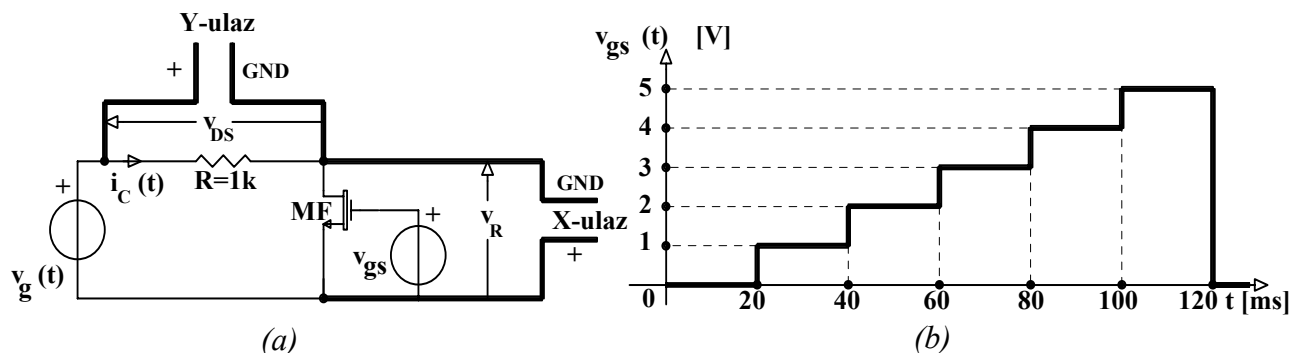 Y-ulaz
+
GND
v_DS
i_C (t)
R=1k
+
v_g (t)
MF
+
v_gs
v_R
GND
X-ulaz
+
(a)
v_gs (t) [V]
5
4
3
2
1
0
20 40 60 80 100 120 t [ms]
(b)